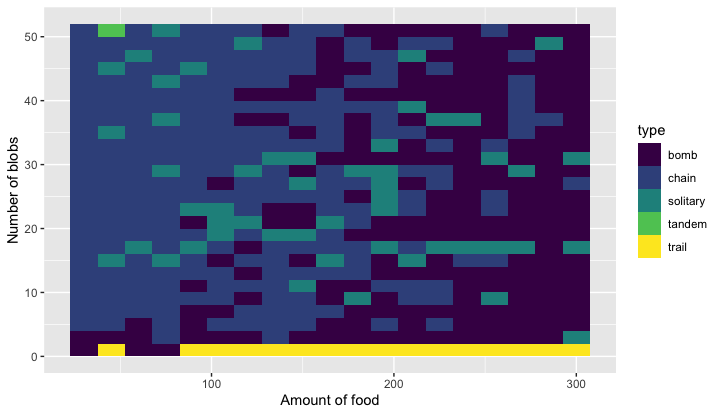 50
40
30
20
10
0
Number of blobs
100
200
300
Amount of food
type
bomb
chain
solitary
tandem
trail